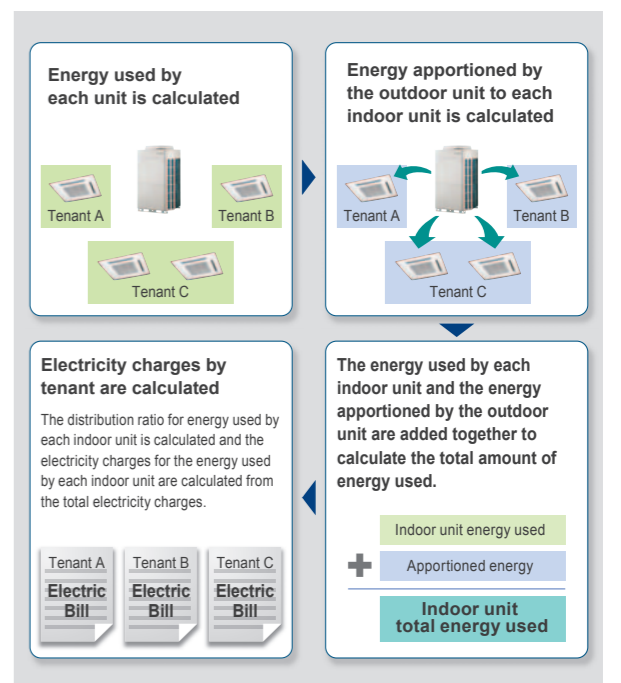 Energy used by
each unit is calculated
Tenant A
Tenant B
Tenant C
Energy apportioned by
the outdoor unit to each
indoor unit is calculated
Tenant A
Tenant B
Tenant C
The energy used by each
indoor unit and the energy
apportioned by the outdoor
unit are added together to
calculate the total amount of
energy used.
Indoor unit energy used
+
Apportioned energy
Indoor unit
total energy used
Electricity charges by
tenant are calculated
The distribution ratio for energy used by
each indoor unit is calculated and the
electricity charges for the energy used
by each indoor unit are calculated from
the total electricity charges.
Tenant A
Electric
Bill
Tenant B
Electric
Bill
Tenant C
Electric
Bill